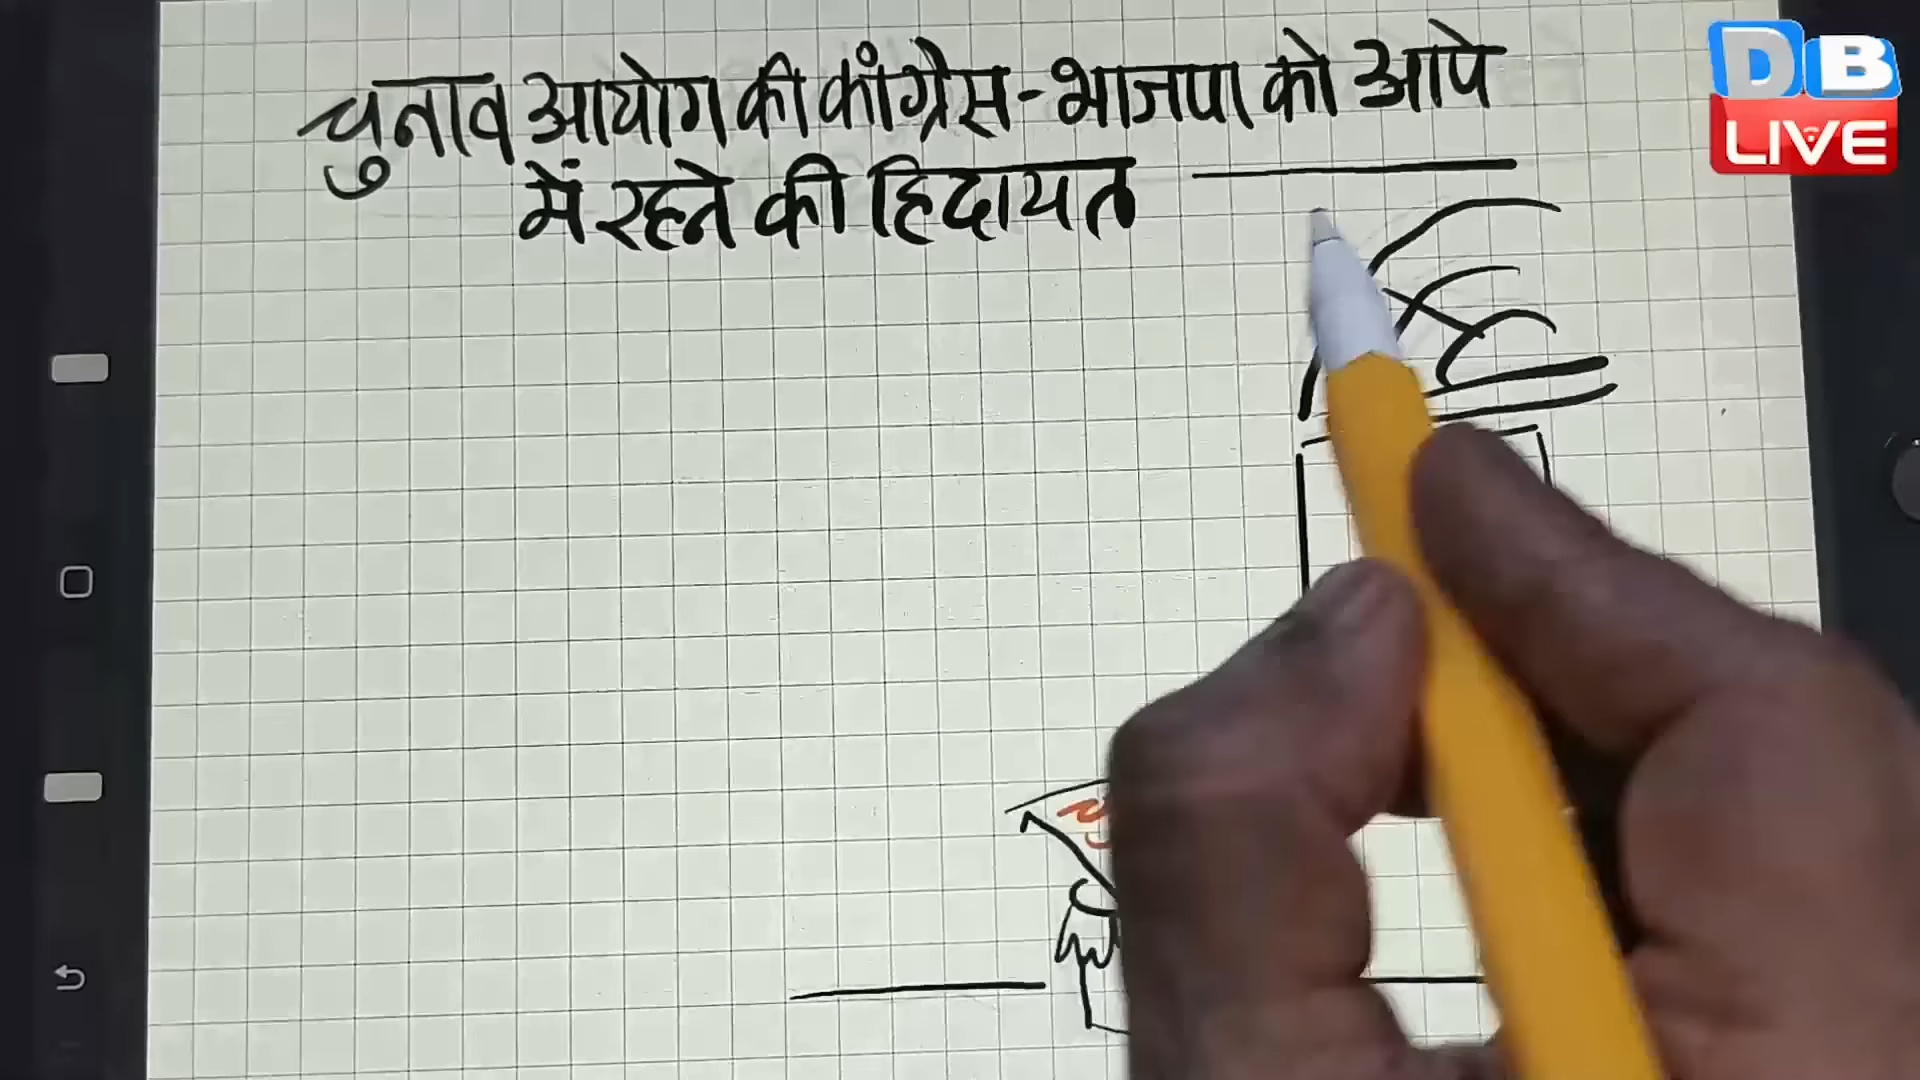 चुनाव आयोग की कांग्रेस-भाजपा को आपे
में रहने की हिदायत
DB
LIVE